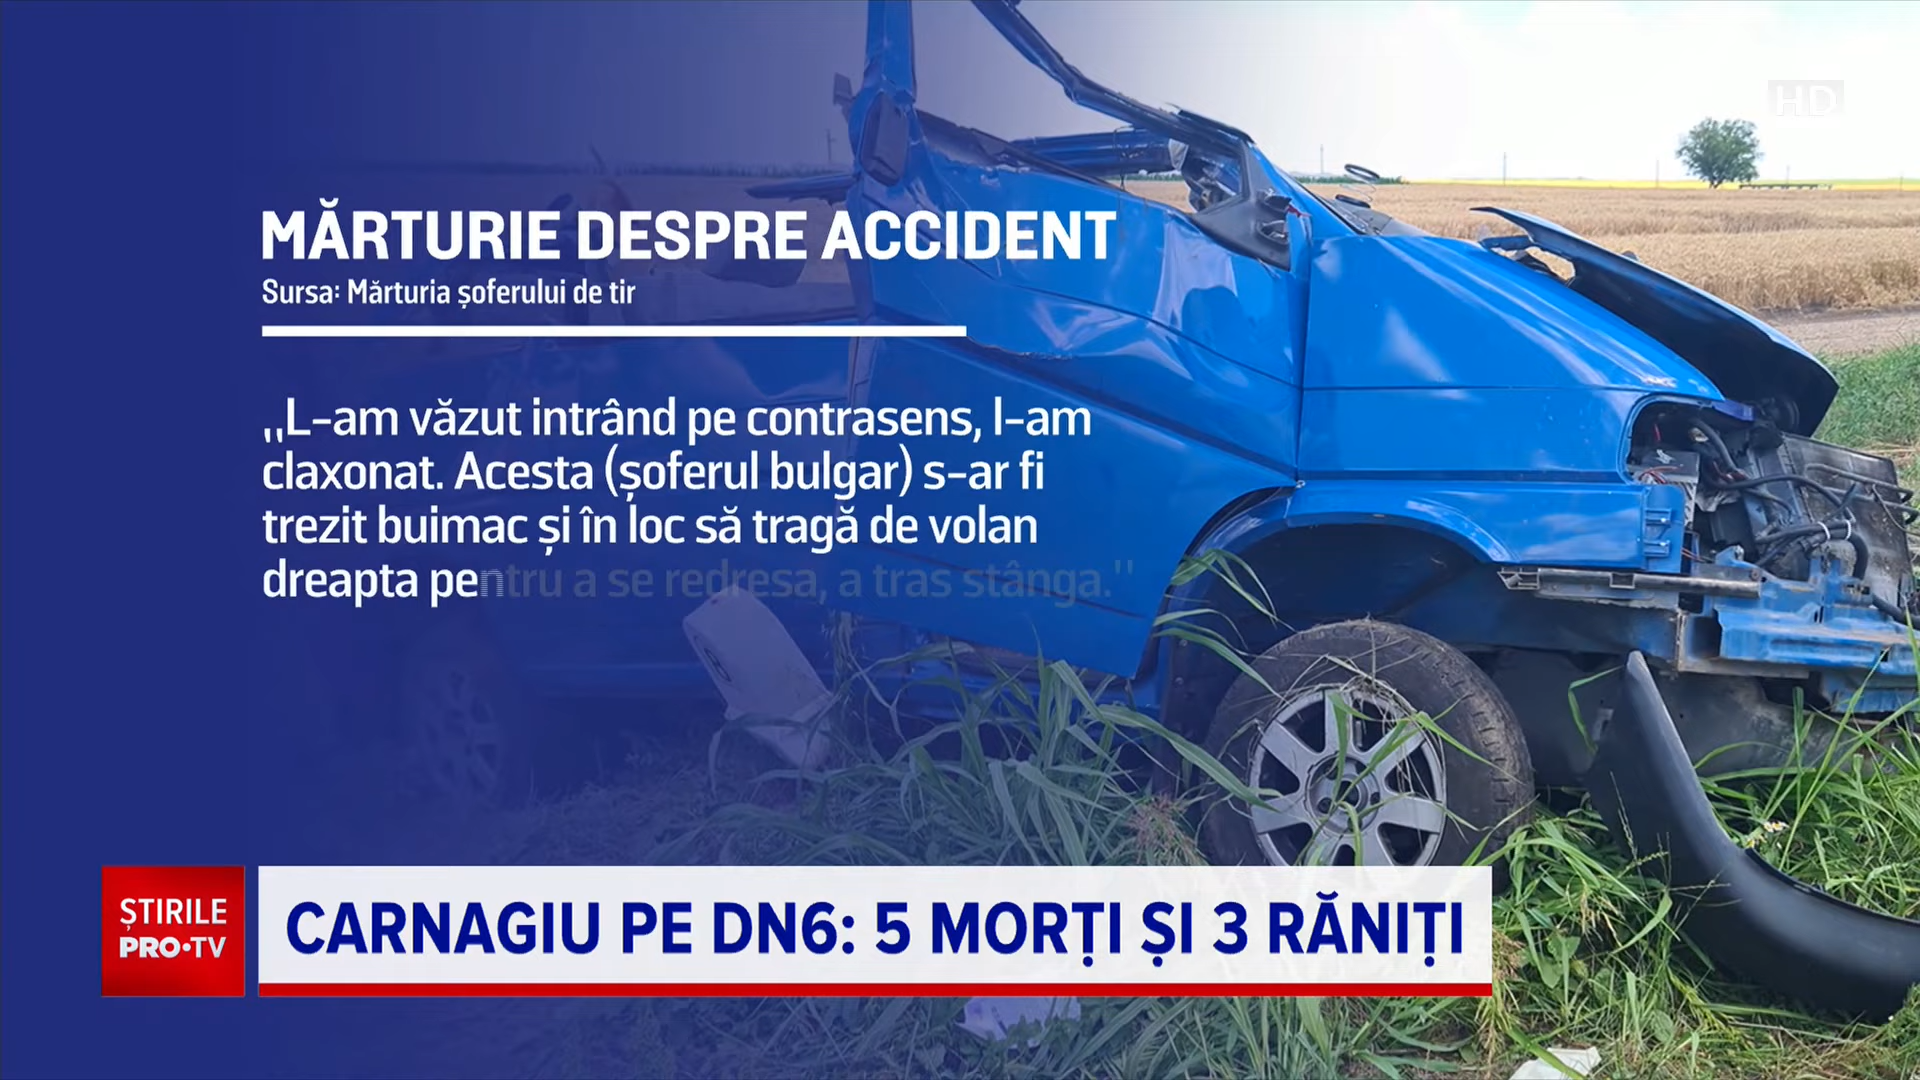 HD
MĂRTURIE DESPRE ACCIDENT
Sursa: Mărturia șoferului de tir
,,L-am văzut intrând pe contrasens, l-am
claxonat. Acesta (șoferul bulgar) s-ar fi
trezit buimac și în loc să tragă de volan
dreapta pentru a se redresa, a tras stânga."
ȘTIRILE
PRO•TV
CARNAGIU PE DN6: 5 MORȚI ȘI 3 RĂNIȚI